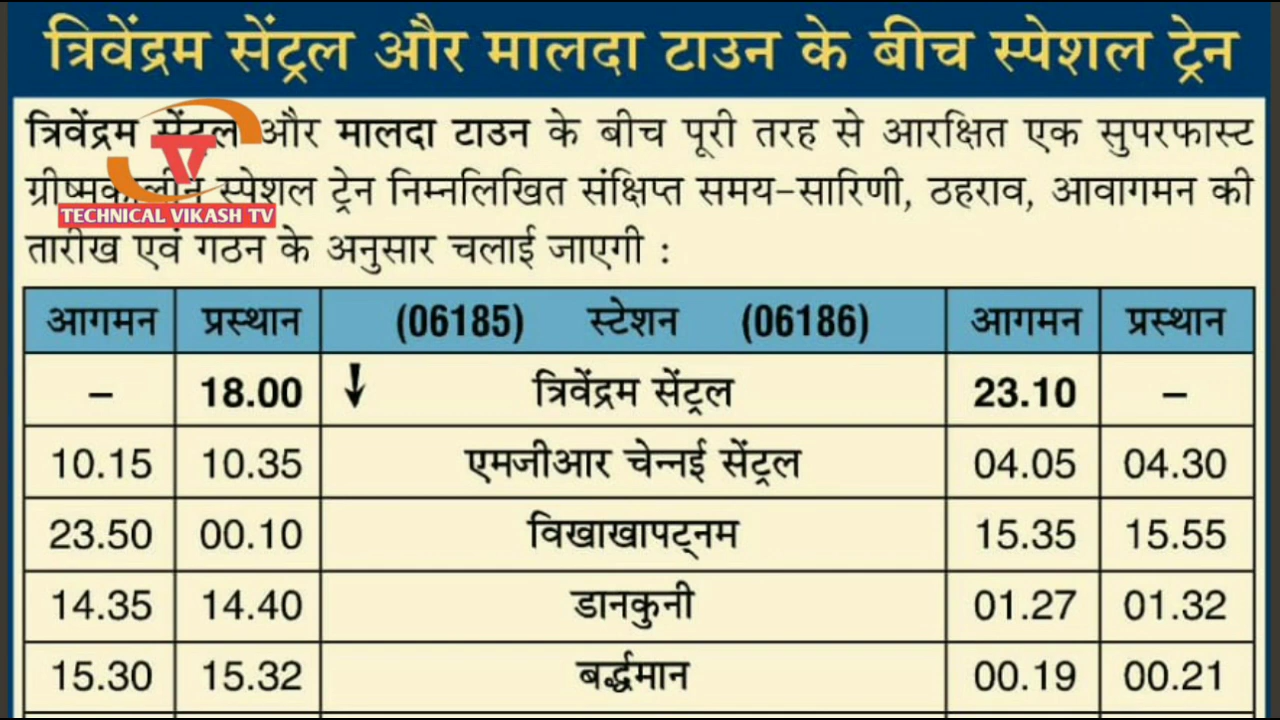 त्रिवेंद्रम सेंट्रल और मालदा टाउन के बीच स्पेशल ट्रेन
त्रिवेंद्रम सेंट्रल और मालदा टाउन के बीच पूरी तरह से आरक्षित एक सुपरफास्ट
ग्रीष्मकालीन स्पेशल ट्रेन निम्नलिखित संक्षिप्त समय-सारिणी, ठहराव, आवागमन की
TV
TECHNICAL VIKASH TV
तारीख एवं गठन के अनुसार चलाई जाएगी :
आगमन प्रस्थान (06185) स्टेशन (06186) आगमन प्रस्थान
– 18.00 त्रिवेंद्रम सेंट्रल 23.10 –
10.15 10.35 एमजीआर चेन्नई सेंट्रल 04.05 04.30
23.50 00.10 विखाखापट्नम 15.35 15.55
14.35 14.40 डानकुनी 01.27 01.32
15.30 15.32 बर्द्धमान 00.19 00.21